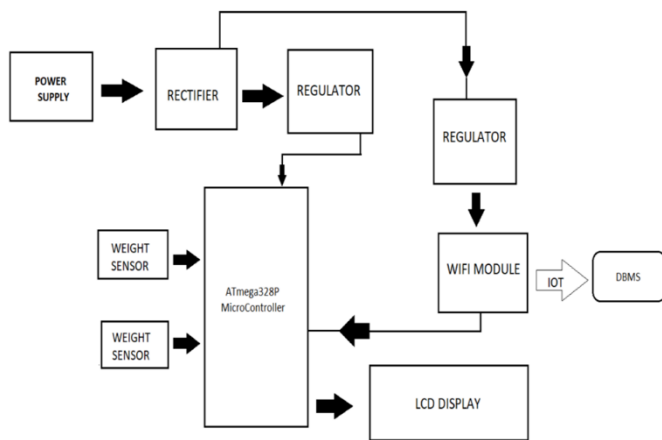 POWER
SUPPLY
RECTIFIER
REGULATOR
REGULATOR
WEIGHT
SENSOR
ATmega328P
MicroController
WIFI MODULE
IOT
DBMS
WEIGHT
SENSOR
LCD DISPLAY